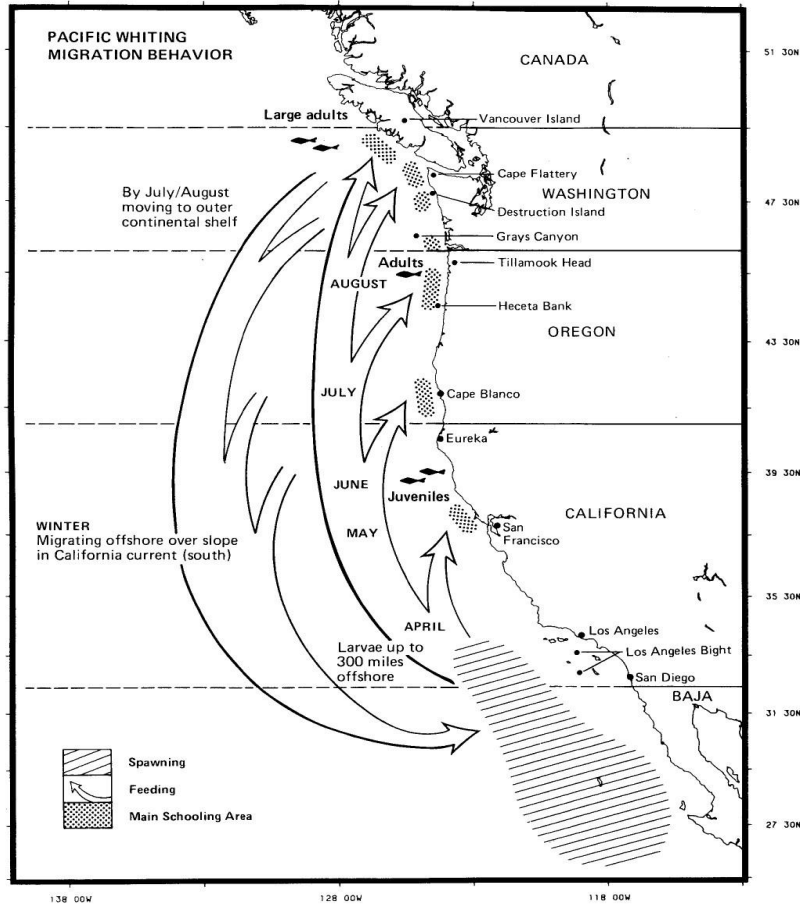 PACIFIC WHITING
MIGRATION BEHAVIOR
CANADA
51 30N
Large adults
Vancouver Island
Cape Flattery
WASHINGTON
By July/August
moving to outer
continental shelf
47 30N
Destruction Island
Grays Canyon
Adults
Tillamook Head
AUGUST
Heceta Bank
OREGON
43 30N
JULY
Cape Blanco
Eureka
39 30N
JUNE
Juveniles
CALIFORNIA
WINTER
Migrating offshore over slope
in California current (south)
MAY
San
Francisco
35 30N
APRIL
Los Angeles
Larvae up to
300 miles
offshore
Los Angeles Bight
San Diego
BAJA
31 30N
Spawning
Feeding
Main Schooling Area
27 30N
138 00W
128 00W
118 00W